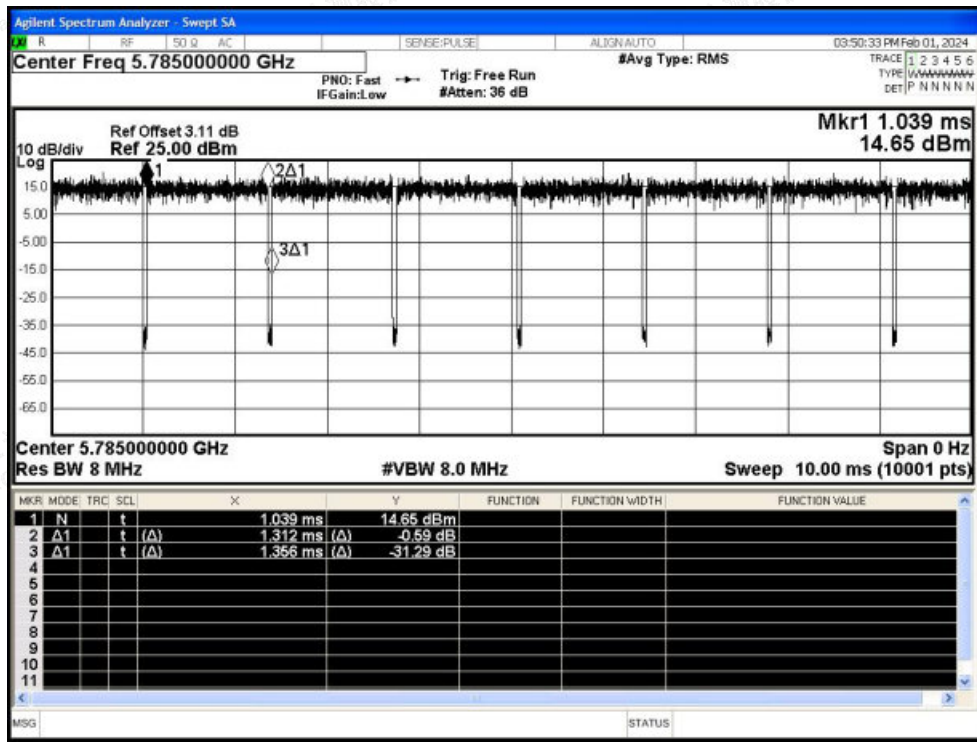 Agilent Spectrum Analyzer - Swept SA
R RF 50 Ω AC SENSE:PULSE ALIGN AUTO 03:50:33 PM Feb 01, 2024
Center Freq 5.785000000 GHz #Avg Type: RMS TRACE 1 2 3 4 5 6
PNO: Fast Trig: Free Run TYPE
IFGain:Low #Atten: 36 dB DET P N N N N N
Mkr1 1.039 ms
Ref Offset 3.11 dB
10 dB/div Ref 25.00 dBm 14.65 dBm
Log
1 2Δ1
15.0
5.00
-5.00
3Δ1
-15.0
-25.0
-35.0
-45.0
-55.0
-65.0
Center 5.785000000 GHz Span 0 Hz
Res BW 8 MHz #VBW 8.0 MHz Sweep 10.00 ms (10001 pts)
MKR MODE TRC SCL X Y FUNCTION FUNCTION WIDTH FUNCTION VALUE
1 N t 1.039 ms 14.65 dBm
2 Δ1 t (Δ) 1.312 ms (Δ) -0.59 dB
3 Δ1 t (Δ) 1.356 ms (Δ) -31.29 dB
4
5
6
7
8
9
10
11
MSG STATUS